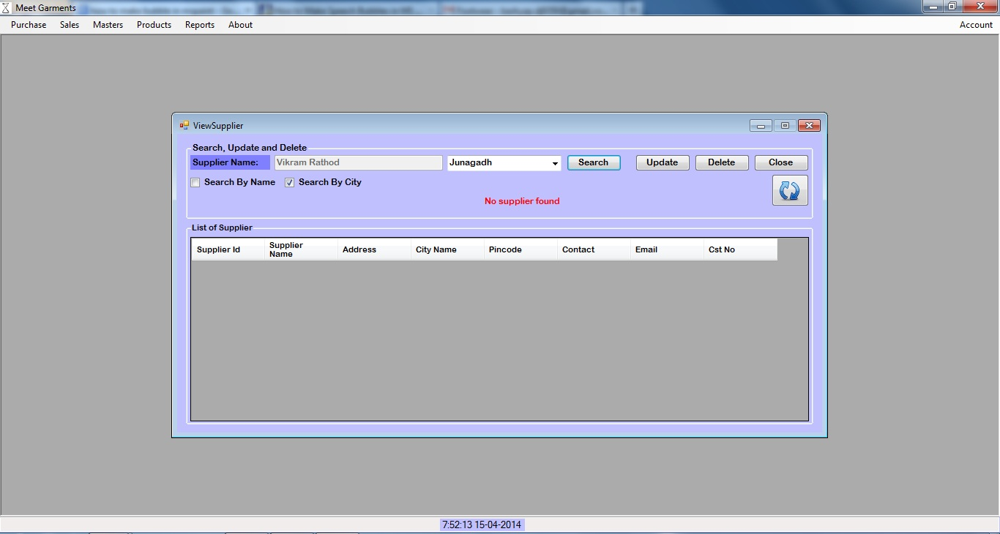 Meet Garments
Purchase Sales Masters Products Reports About Account
ViewSupplier
Search, Update and Delete
Supplier Name: Vikram Rathod Junagadh Search Update Delete Close
Search By Name Search By City
No supplier found
List of Supplier
Supplier Id Supplier Name Address City Name Pincode Contact Email Cst No
7:52:13 15-04-2014